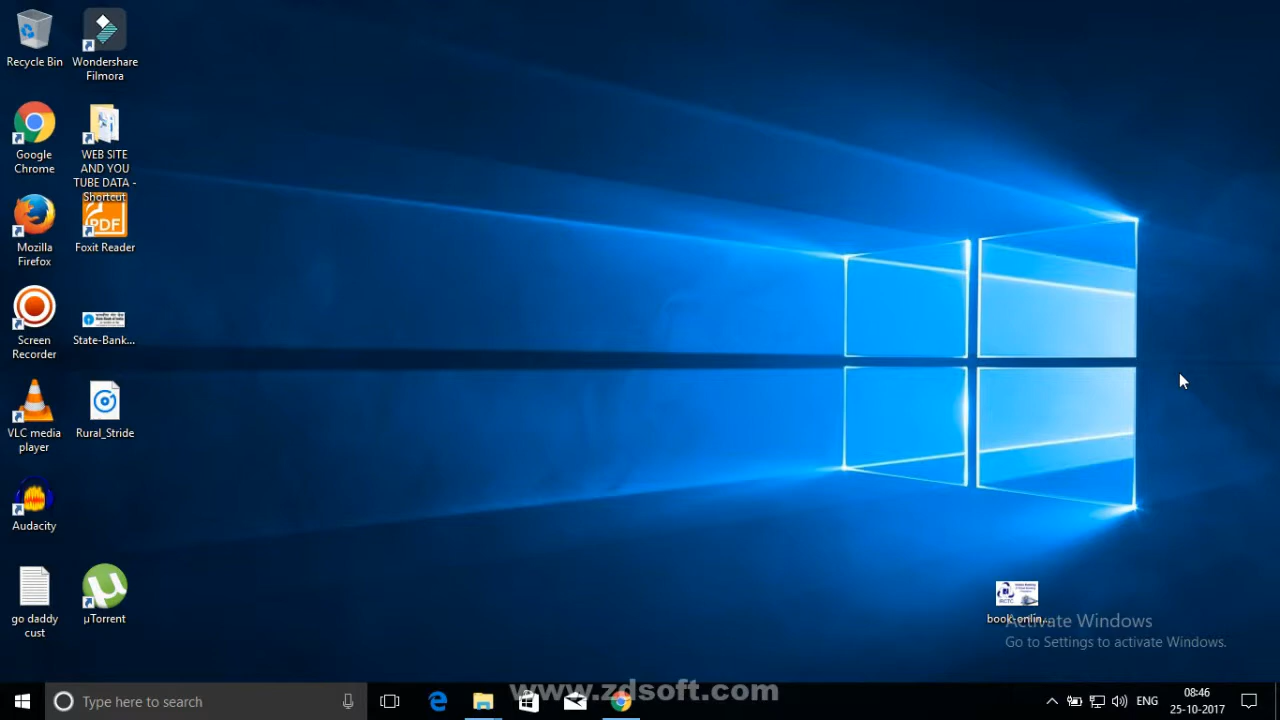 Recycle Bin
Wondershare
Filmora
Google
Chrome
WEB SITE
AND YOU
TUBE DATA -
Shortcut
Mozilla
Firefox
PDF
Foxit Reader
Screen
Recorder
State-Bank...
VLC media
player
Rural_Stride
Audacity
go daddy
cust
µTorrent
IRCTC
book-onlin...
Activate Windows
Go to Settings to activate Windows.
Type here to search
www.zdsoft.com
ENG
08:46
25-10-2017